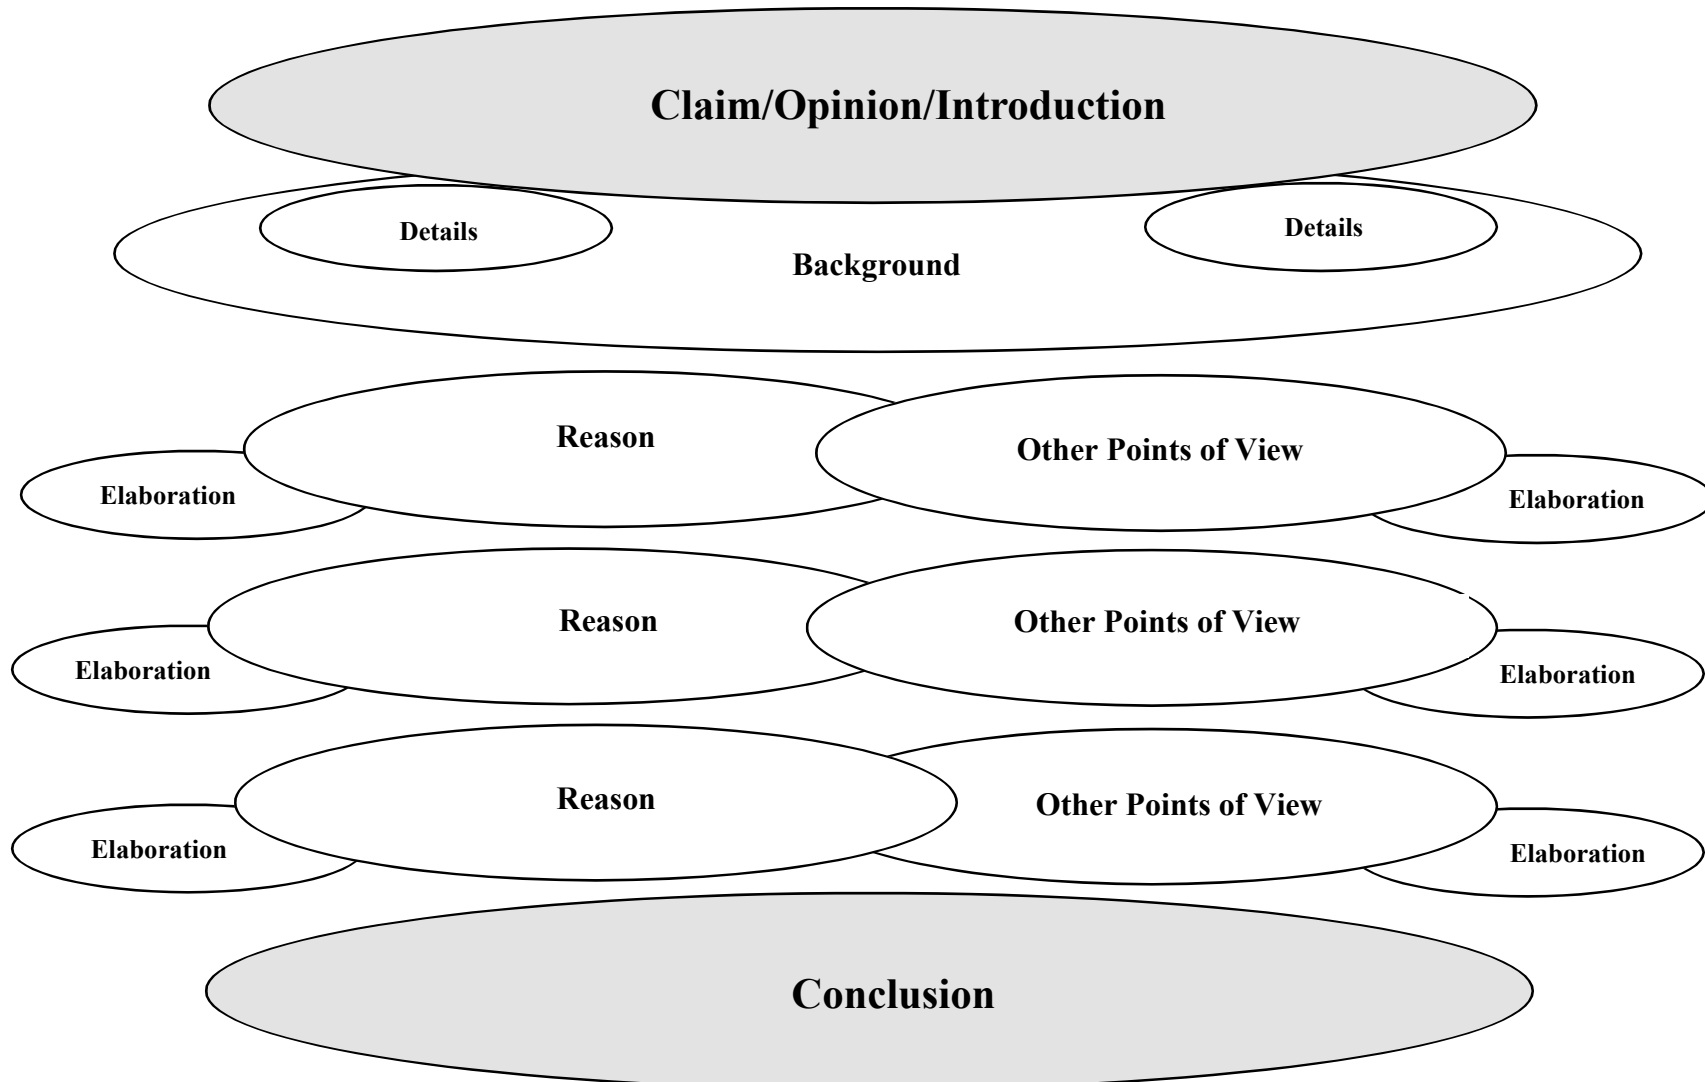 Claim/Opinion/Introduction
Details
Details
Background
Reason
Other Points of View
Elaboration
Elaboration
Reason
Other Points of View
Elaboration
Elaboration
Reason
Other Points of View
Elaboration
Elaboration
Conclusion